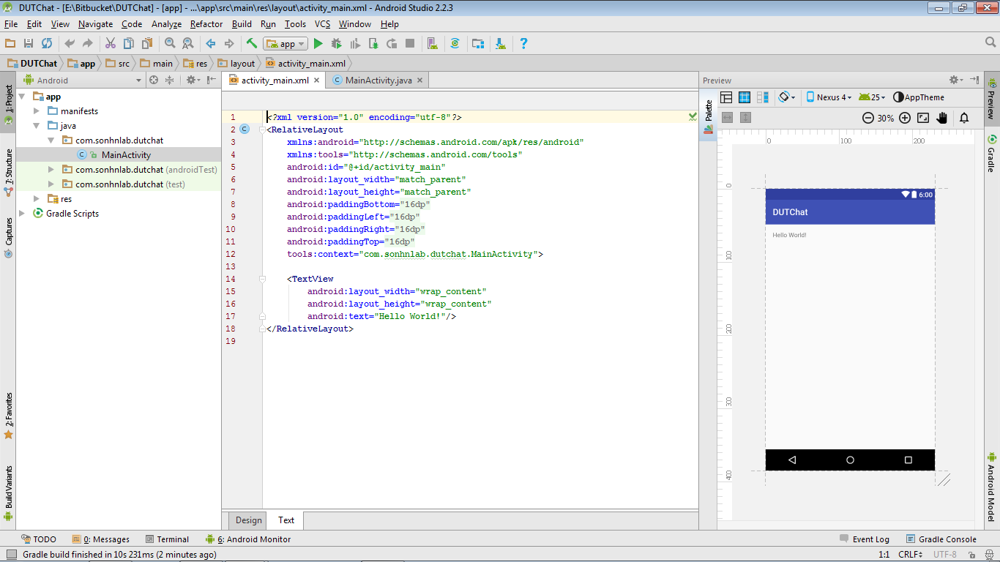 DUTChat - [E:\Bitbucket\DUTChat] - [app] - ...\app\src\main\res\layout\activity_main.xml - Android Studio 2.2.3
File Edit View Navigate Code Analyze Refactor Build Run Tools VCS Window Help
app
DUTChat app src main res layout activity_main.xml
1: Project
7: Structure
Captures
2: Favorites
Build Variants
Android
app
manifests
java
com.sonhnlab.dutchat
MainActivity
com.sonhnlab.dutchat (androidTest)
com.sonhnlab.dutchat (test)
res
Gradle Scripts
activity_main.xml MainActivity.java
1 <?xml version="1.0" encoding="utf-8"?>
2 <RelativeLayout
3 xmlns:android="http://schemas.android.com/apk/res/android"
4 xmlns:tools="http://schemas.android.com/tools"
5 android:id="@+id/activity_main"
6 android:layout_width="match_parent"
7 android:layout_height="match_parent"
8 android:paddingBottom="16dp"
9 android:paddingLeft="16dp"
10 android:paddingRight="16dp"
11 android:paddingTop="16dp"
12 tools:context="com.sonhnlab.dutchat.MainActivity">
13
14 <TextView
15 android:layout_width="wrap_content"
16 android:layout_height="wrap_content"
17 android:text="Hello World!"/>
18 </RelativeLayout>
19
Design Text
Preview
Palette
Nexus 4 25 AppTheme
30%
0 100 200
0
100
200
300
400
6:00
DUTChat
Hello World!
Preview
Gradle
Android Model
TODO 0: Messages Terminal 6: Android Monitor Event Log Gradle Console
Gradle build finished in 10s 231ms (2 minutes ago) 1:1 CRLF UTF-8